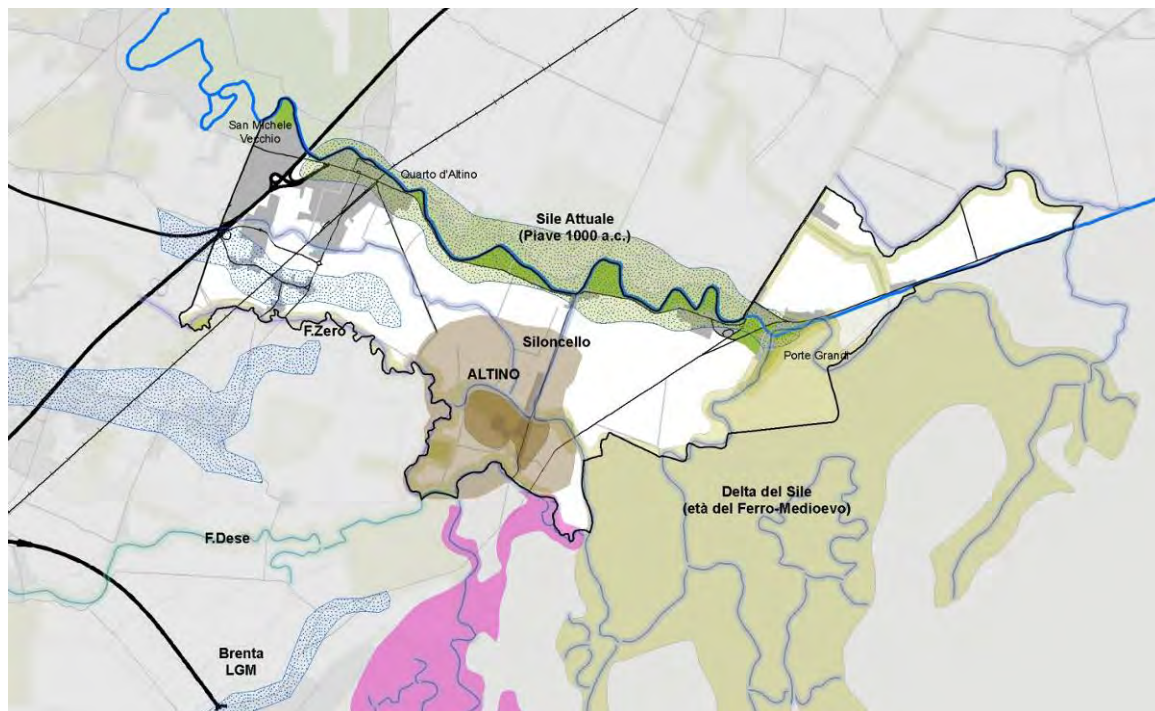 San Michele
Vecchio
Quarto d'Altino
Sile Attuale
(Piave 1000 a.c.)
F.Zero
Siloncello
Porte Grandi
ALTINO
Delta del Sile
(età del Ferro-Medioevo)
F.Dese
Brenta
LGM